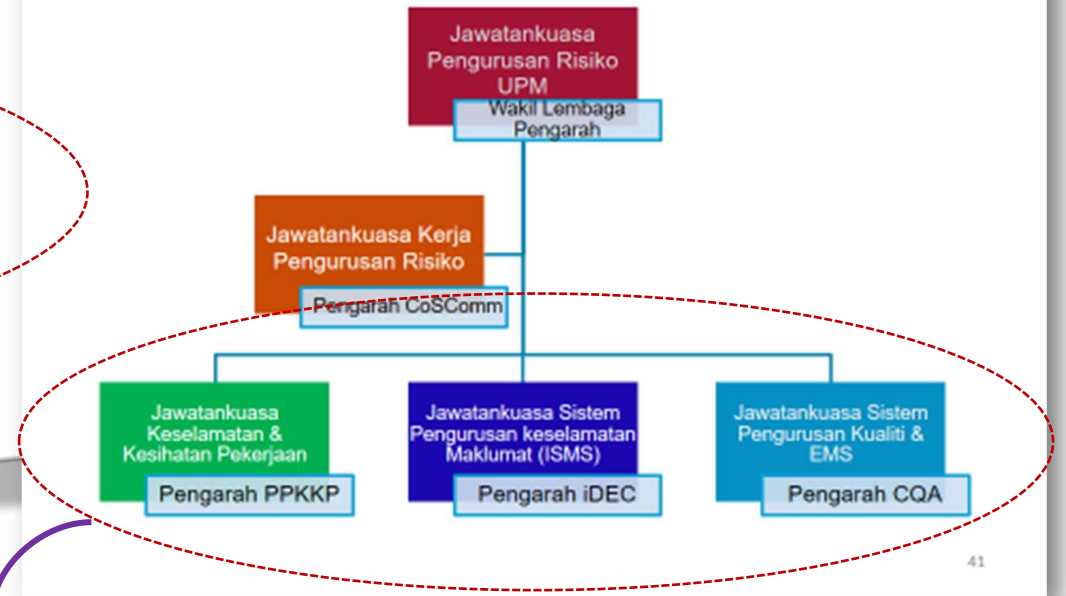 Jawatankuasa
Pengurusan Risiko
UPM
Wakil Lembaga
Pengarah
Jawatankuasa Kerja
Pengurusan Risiko
Pengarah CoSComm
Jawatankuasa
Keselamatan &
Kesihatan Pekerjaan
Pengarah PPKKP
Jawatankuasa Sistem
Pengurusan keselamatan
Maklumat (ISMS)
Pengarah iDEC
Jawatankuasa Sistem
Pengurusan Kualiti &
EMS
Pengarah CQA
41